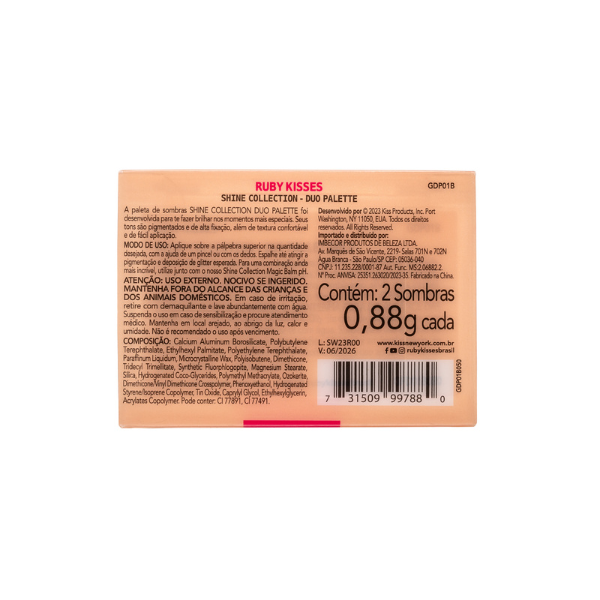 RUBY KISSES
SHINE COLLECTION - DUO PALETTE
GDP01B
A paleta de sombras SHINE COLLECTION DUO PALETTE foi
desenvolvida para te fazer brilhar nos momentos mais especiais. Seus
tons são pigmentados e de alta fixação, além de textura confortável
e de fácil aplicação.
MODO DE USO: Aplique sobre a pálpebra superior na quantidade
desejada, com a ajuda de um pincel ou com os dedos. Espalhe até atingir a
pigmentação e deposição de glitter esperada. Para uma combinação ainda
mais incrível, utilize junto com o nosso Shine Collection Magic Balm pH.
ATENÇÃO: USO EXTERNO. NOCIVO SE INGERIDO.
MANTENHA FORA DO ALCANCE DAS CRIANÇAS E
DOS ANIMAIS DOMÉSTICOS. Em caso de irritação,
retire com demaquilante e lave abundantemente com água.
Suspenda o uso em caso de sensibilização e procure atendimento
médico. Mantenha em local arejado, ao abrigo da luz, calor e
umidade. Não é recomendado o uso após vencimento.
COMPOSIÇÃO: Calcium Aluminum Borosilicate, Polybutylene
Terephthalate, Ethylhexyl Palmitate, Polyethylene Terephthalate,
Paraffinum Liquidum, Microcrystalline Wax, Polyisobutene, Dimethicone,
Tridecyl Trimellitate, Synthetic Fluorphlogopite, Magnesium Stearate,
Silica, Hydrogenated Coco-Glycerides, Polymethyl Methacrylate, Ozokerite,
Dimethicone/Vinyl Dimethicone Crosspolymer, Phenoxyethanol, Hydrogenated
Styrene/Isoprene Copolymer, Tin Oxide, Caprylyl Glycol, Ethylhexylglycerin,
Acrylates Copolymer. Pode conter: CI 77891, CI 77491.
Desenvolvido por © 2023 Kiss Products, Inc. Port
Washington, NY 11050, EUA. Todos os direitos
reservados.
Importado e distribuído por:
IMBECOR PRODUTOS DE BELEZA LTDA.
Av. Marquês de São Vicente, 2219- Salas 701N e 702N
Água Branca - São Paulo/SP CEP: 05036-040
CNPJ.: 11.235.228/0001-87 Aut. Func.: MS:2.06882.2
Nº Proc. ANVISA: 25351.263020/2023-35. Fabricado na China.
Contém: 2 Sombras
0,88g cada
L: SW23R00
V.: 06/2026
www.kissnewyork.com.br
rubykissesbrasil
GDP01B050
7 31509 99788 0